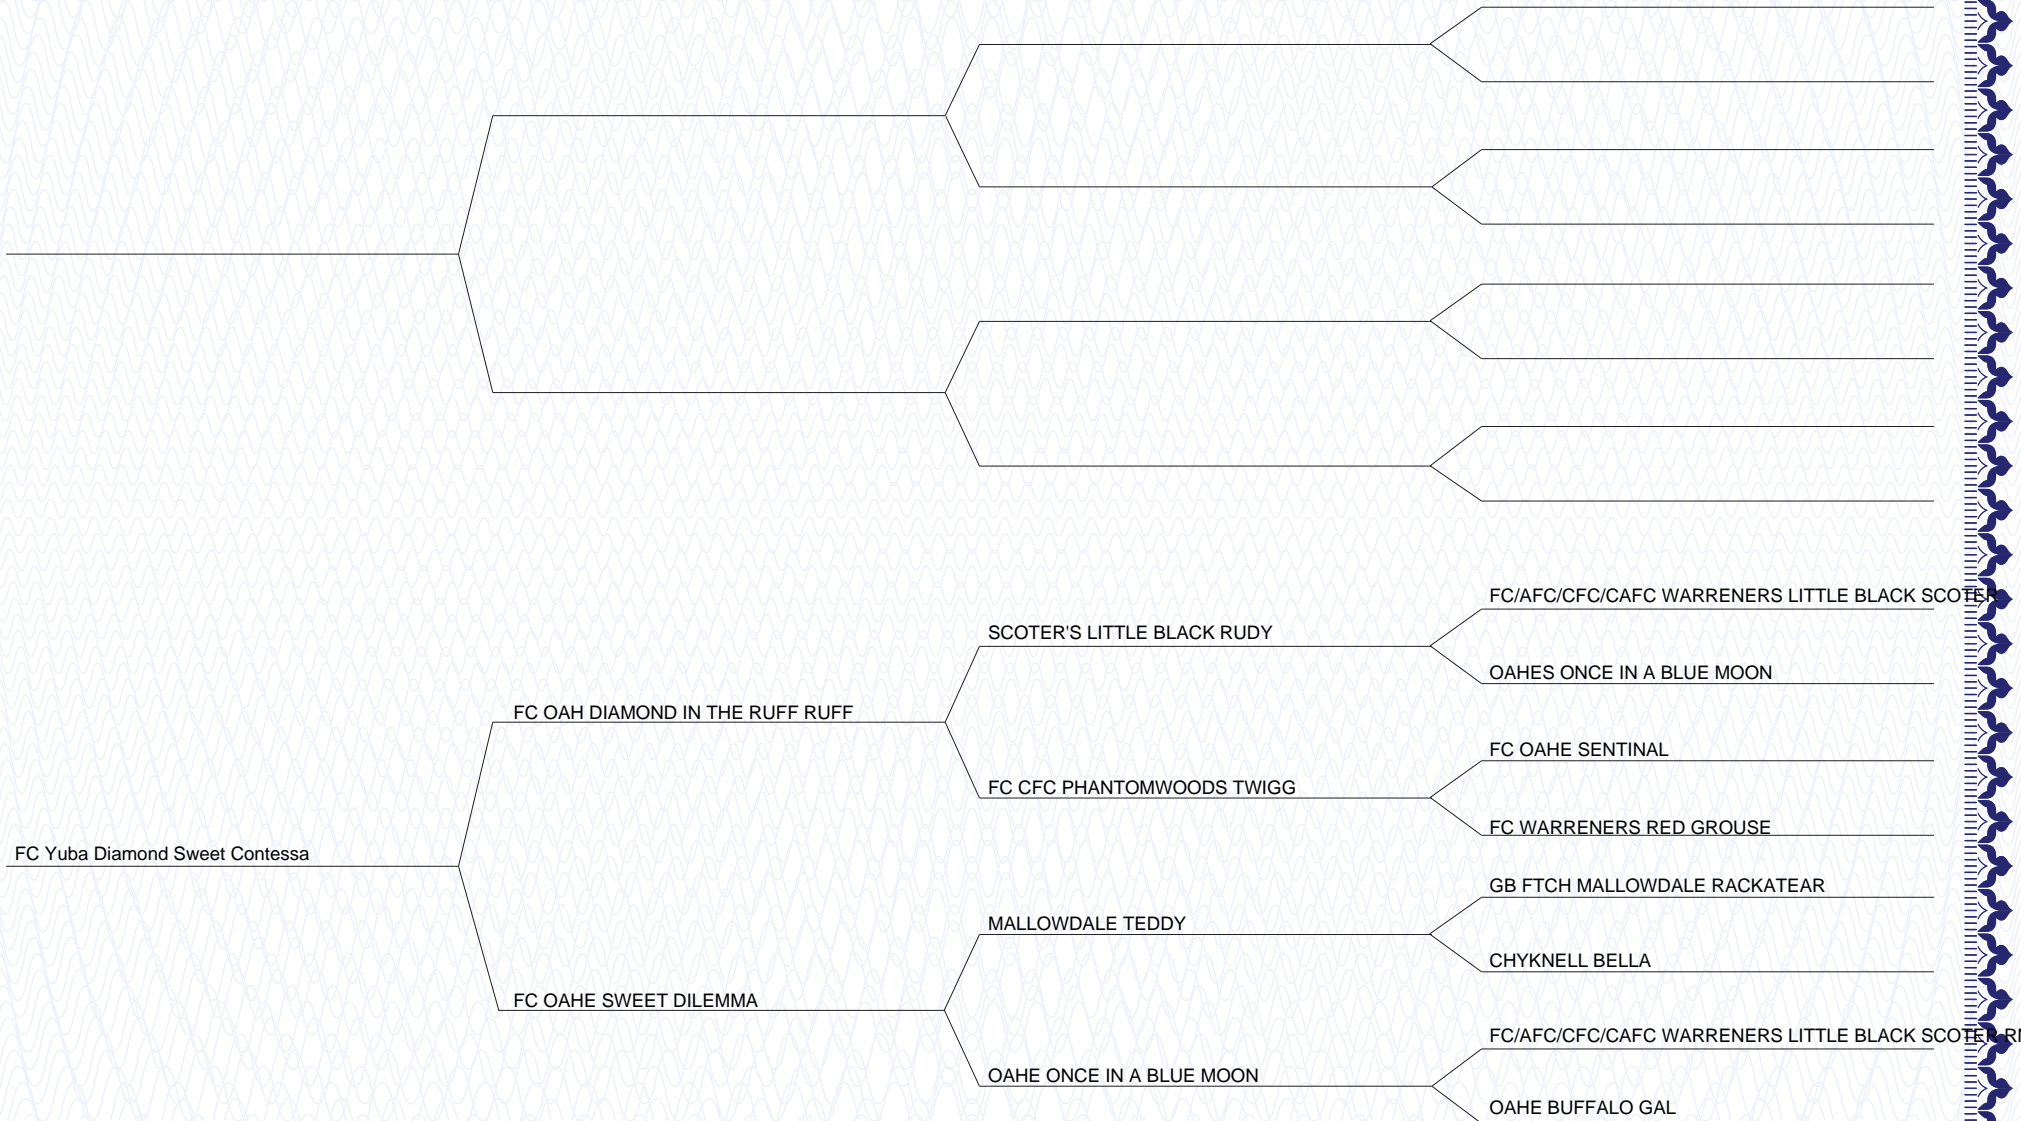 FC/AFC/CFC/CAFC WARRENERS LITTLE BLACK SCOTER
SCOTER'S LITTLE BLACK RUDY
OAHES ONCE IN A BLUE MOON
FC OAH DIAMOND IN THE RUFF RUFF
FC OAHE SENTINAL
FC CFC PHANTOMWOODS TWIGG
FC WARRENERS RED GROUSE
FC Yuba Diamond Sweet Contessa
GB FTCH MALLOWDALE RACKATEAR
MALLOWDALE TEDDY
CHYKNELL BELLA
FC OAHE SWEET DILEMMA
FC/AFC/CFC/CAFC WARRENERS LITTLE BLACK SCOTER
OAHE ONCE IN A BLUE MOON
OAHE BUFFALO GAL